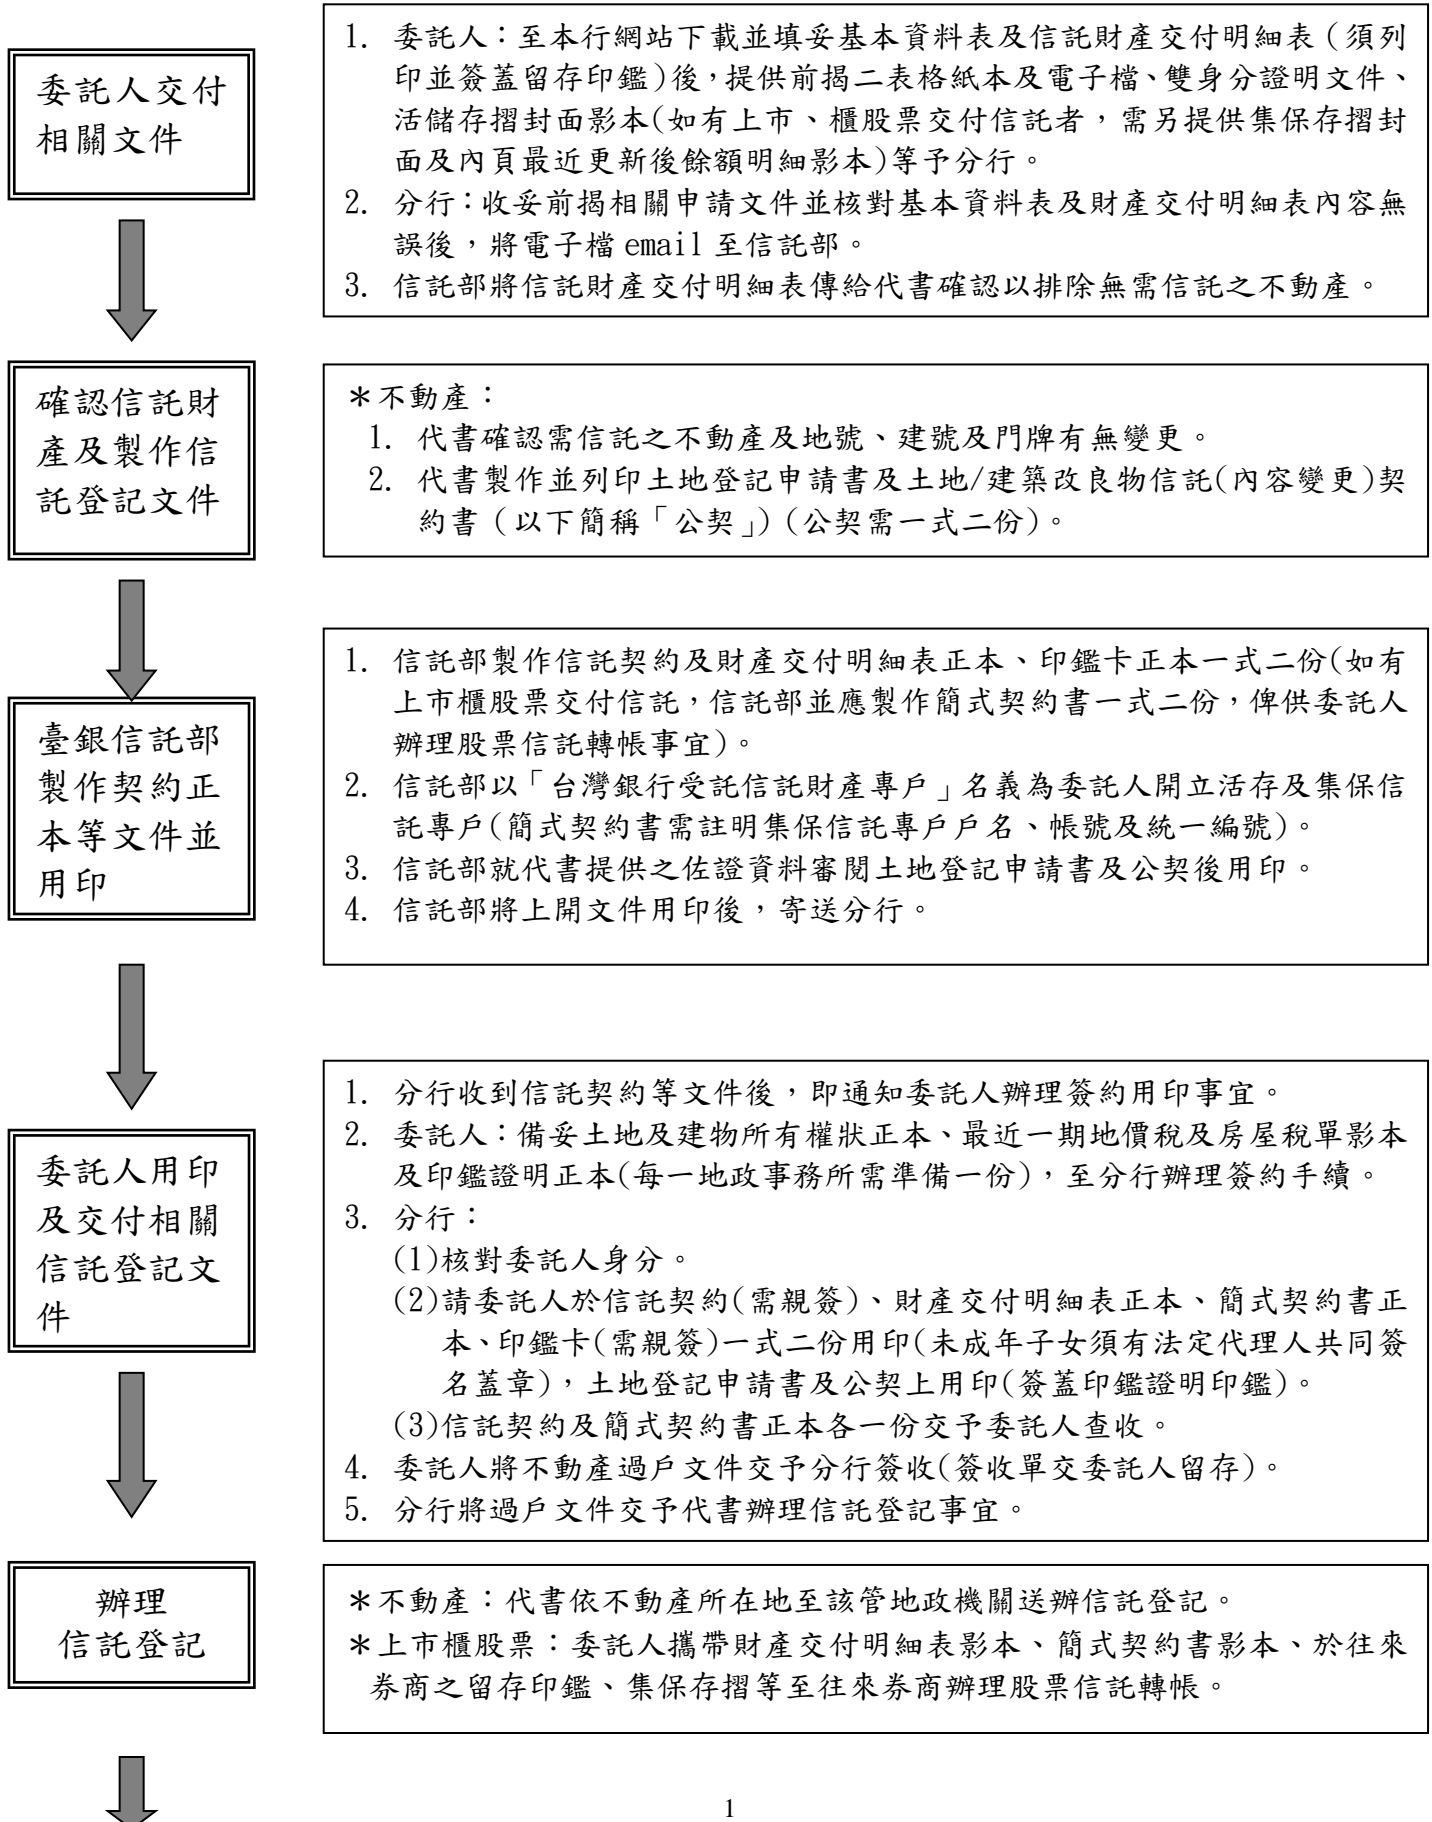 委託人交付
相關文件
1. 委託人：至本行網站下載並填妥基本資料表及信託財產交付明細表（須列
印並簽蓋留存印鑑）後，提供前揭二表格紙本及電子檔、雙身分證明文件、
活儲存摺封面影本(如有上市、櫃股票交付信託者，需另提供集保存摺封
面及內頁最近更新後餘額明細影本)等予分行。
2. 分行：收妥前揭相關申請文件並核對基本資料表及財產交付明細表內容無
誤後，將電子檔 email 至信託部。
3. 信託部將信託財產交付明細表傳給代書確認以排除無需信託之不動產。
確認信託財
產及製作信
託登記文件
＊不動產：
1. 代書確認需信託之不動產及地號、建號及門牌有無變更。
2. 代書製作並列印土地登記申請書及土地/建築改良物信託(內容變更)契
約書（以下簡稱「公契」）(公契需一式二份)。
臺銀信託部
製作契約正
本等文件並
用印
1. 信託部製作信託契約及財產交付明細表正本、印鑑卡正本一式二份(如有
上市櫃股票交付信託，信託部並應製作簡式契約書一式二份，俾供委託人
辦理股票信託轉帳事宜)。
2. 信託部以「台灣銀行受託信託財產專戶」名義為委託人開立活存及集保信
託專戶(簡式契約書需註明集保信託專戶戶名、帳號及統一編號)。
3. 信託部就代書提供之佐證資料審閱土地登記申請書及公契後用印。
4. 信託部將上開文件用印後，寄送分行。
委託人用印
及交付相關
信託登記文
件
1. 分行收到信託契約等文件後，即通知委託人辦理簽約用印事宜。
2. 委託人：備妥土地及建物所有權狀正本、最近一期地價稅及房屋稅單影本
及印鑑證明正本(每一地政事務所需準備一份)，至分行辦理簽約手續。
3. 分行：
(1)核對委託人身分。
(2)請委託人於信託契約(需親簽)、財產交付明細表正本、簡式契約書正
本、印鑑卡(需親簽)一式二份用印(未成年子女須有法定代理人共同簽
名蓋章)，土地登記申請書及公契上用印(簽蓋印鑑證明印鑑)。
(3)信託契約及簡式契約書正本各一份交予委託人查收。
4. 委託人將不動產過戶文件交予分行簽收(簽收單交委託人留存)。
5. 分行將過戶文件交予代書辦理信託登記事宜。
辦理
信託登記
＊不動產：代書依不動產所在地至該管地政機關送辦信託登記。
＊上市櫃股票：委託人攜帶財產交付明細表影本、簡式契約書影本、於往來
券商之留存印鑑、集保存摺等至往來券商辦理股票信託轉帳。
1